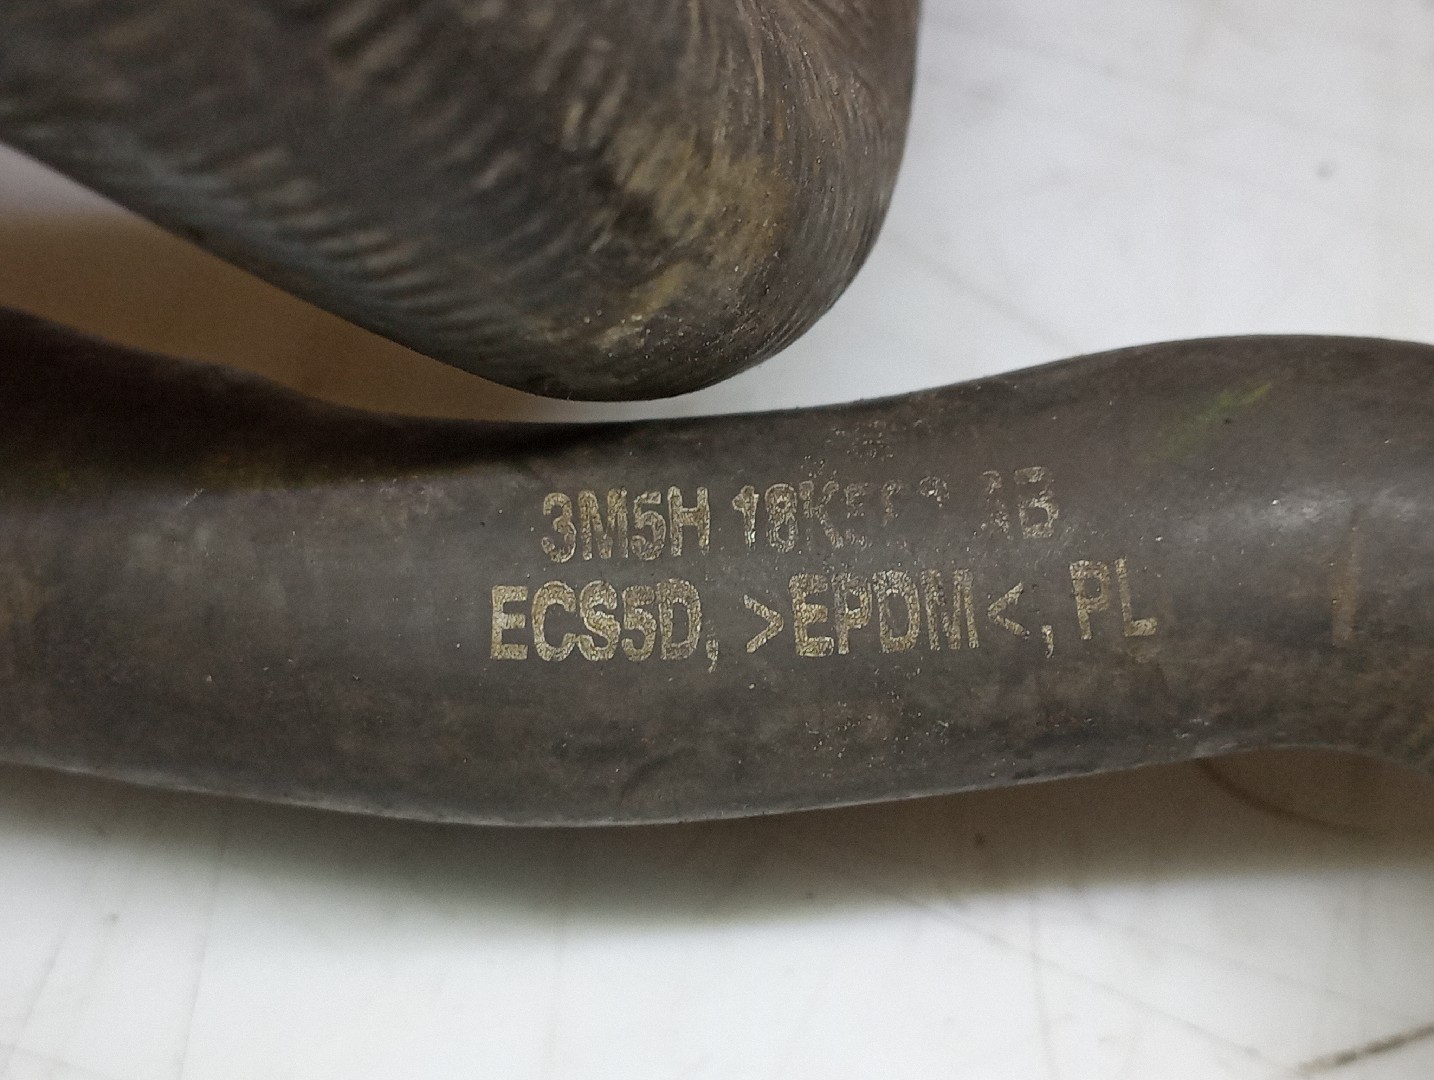 3M5H AB
ECS5D, >EPDM<, PL